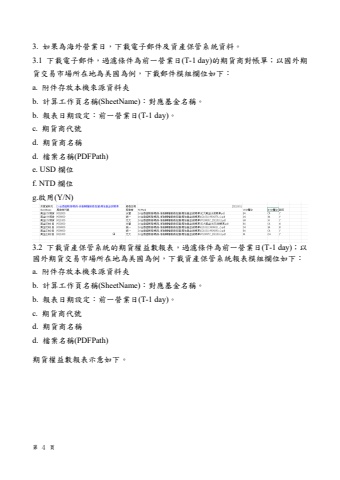 3. 如果為海外營業日，下載電子郵件及資產保管系統資料。
3.1 下載電子郵件，過濾條件為前一營業日(T-1 day)的期貨商對帳單；以國外期
貨交易市場所在地為美國為例，下載郵件模組欄位如下：
a. 附件存放本機來源資料夾
b. 計算工作頁名稱(SheetName)：對應基金名稱。
b. 報表日期設定：前一營業日(T-1 day)。
c. 期貨商代號
d. 期貨商名稱
d. 檔案名稱(PDFPath)
e. USD 欄位
f. NTD 欄位
g.啟用(Y/N)
3.2 下載資產保管系統的期貨權益數報表，過濾條件為前一營業日(T-1 day)；以
國外期貨交易市場所在地為美國為例，下載資產保管系統報表模組欄位如下：
a. 附件存放本機來源資料夾
b. 計算工作頁名稱(SheetName)：對應基金名稱。
b. 報表日期設定：前一營業日(T-1 day)。
c. 期貨商代號
d. 期貨商名稱
d. 檔案名稱(PDFPath)
期貨權益數報表示意如下。
第 4 頁